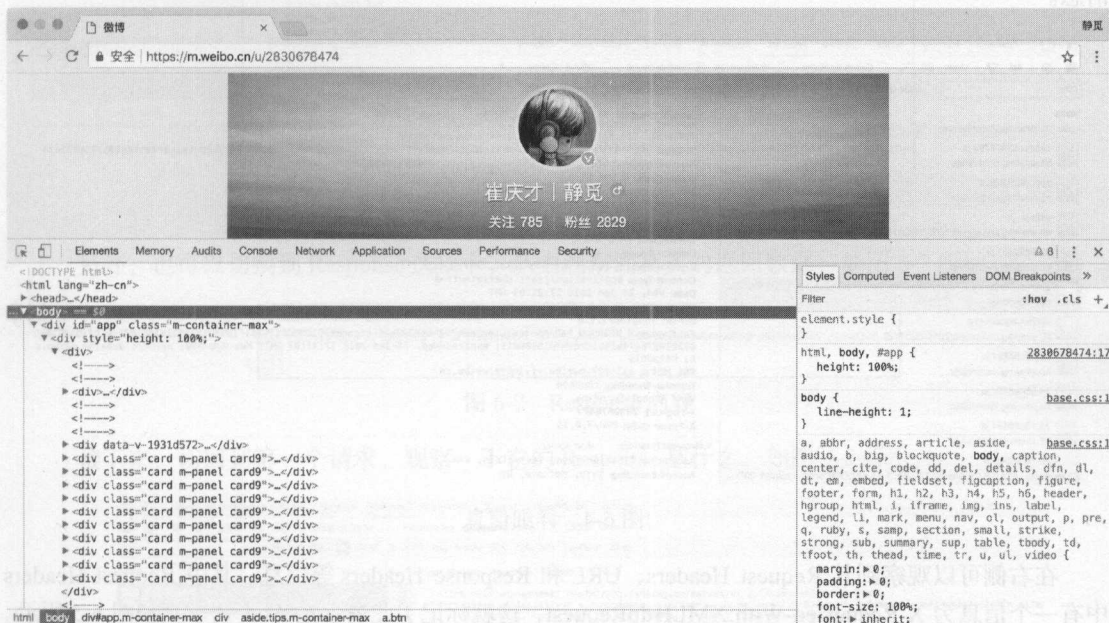 微博 ×
静觅
安全 | https://m.weibo.cn/u/2830678474
崔庆才 | 静觅 ♂
关注 785 粉丝 2829
Elements Memory Audits Console Network Application Sources Performance Security
⚠ 8 ⋮ ×
<!DOCTYPE html>
<html lang="zh-cn">
▶ <head>…</head>
… ▼ <body> == $0
▼ <div id="app" class="m-container-max">
▼ <div style="height: 100%;">
▼ <div>
<!---->
<!---->
▶ <div>…</div>
<!---->
<!---->
<!---->
▶ <div data-v-1931d572>…</div>
▶ <div class="card m-panel card9">…</div>
▶ <div class="card m-panel card9">…</div>
▶ <div class="card m-panel card9">…</div>
▶ <div class="card m-panel card9">…</div>
▶ <div class="card m-panel card9">…</div>
▶ <div class="card m-panel card9">…</div>
▶ <div class="card m-panel card9">…</div>
▶ <div class="card m-panel card9">…</div>
▶ <div class="card m-panel card9">…</div>
▶ <div class="card m-panel card9">…</div>
</div>
<!---->
html body div#app.m-container-max div aside.tips.m-container-max a.btn
Styles Computed Event Listeners DOM Breakpoints »
Filter :hov .cls +
element.style {
}
html, body, #app { 2830678474:17
height: 100%;
}
body { base.css:1
line-height: 1;
}
a, abbr, address, article, aside, base.css:1
audio, b, big, blockquote, body, caption,
center, cite, code, dd, del, details, dfn, dl,
dt, em, embed, fieldset, figcaption, figure,
footer, form, h1, h2, h3, h4, h5, h6, header,
hgroup, html, i, iframe, img, ins, label,
legend, li, mark, menu, nav, ol, output, p, pre,
q, ruby, s, samp, section, small, strike,
strong, sub, summary, sup, table, tbody, td,
tfoot, th, thead, time, tr, u, ul, video {
margin:▶ 0;
padding:▶ 0;
border:▶ 0;
font-size: 100%;
font:▶ inherit;